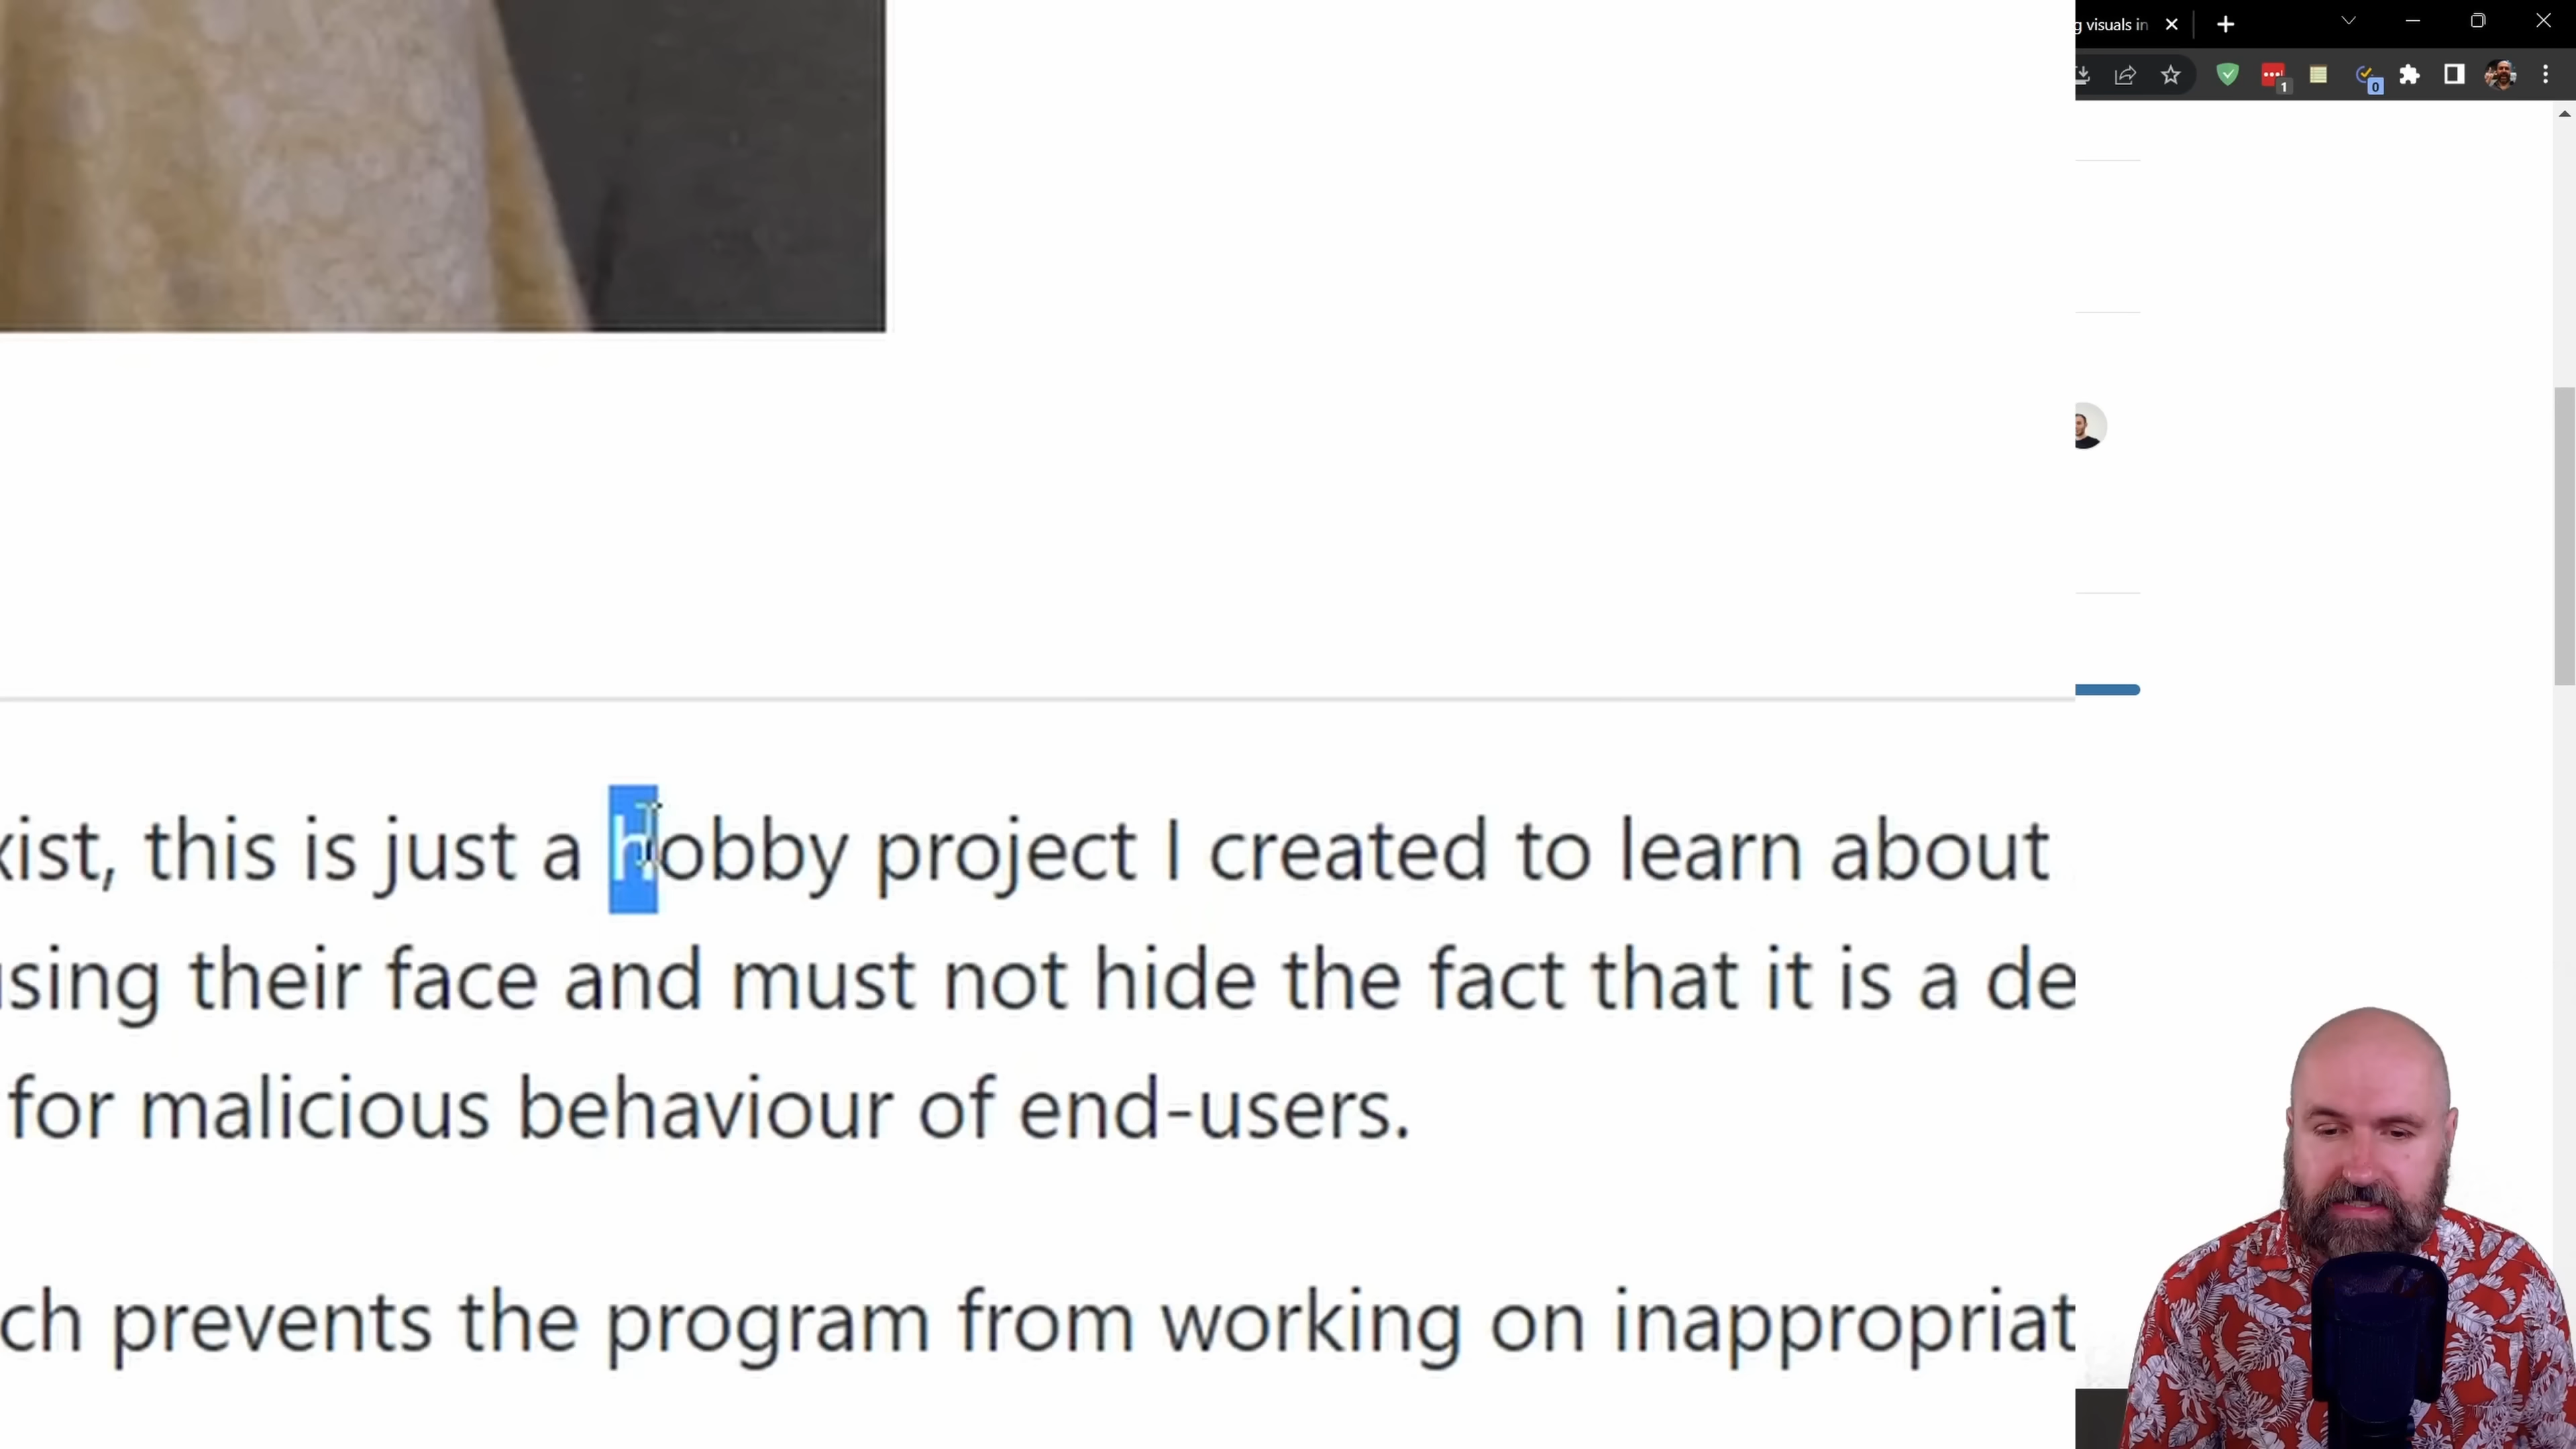 g visuals in
1
0
xist, this is just a hobby project I created to learn about
using their face and must not hide the fact that it is a de
for malicious behaviour of end-users.
ch prevents the program from working on inappropriat